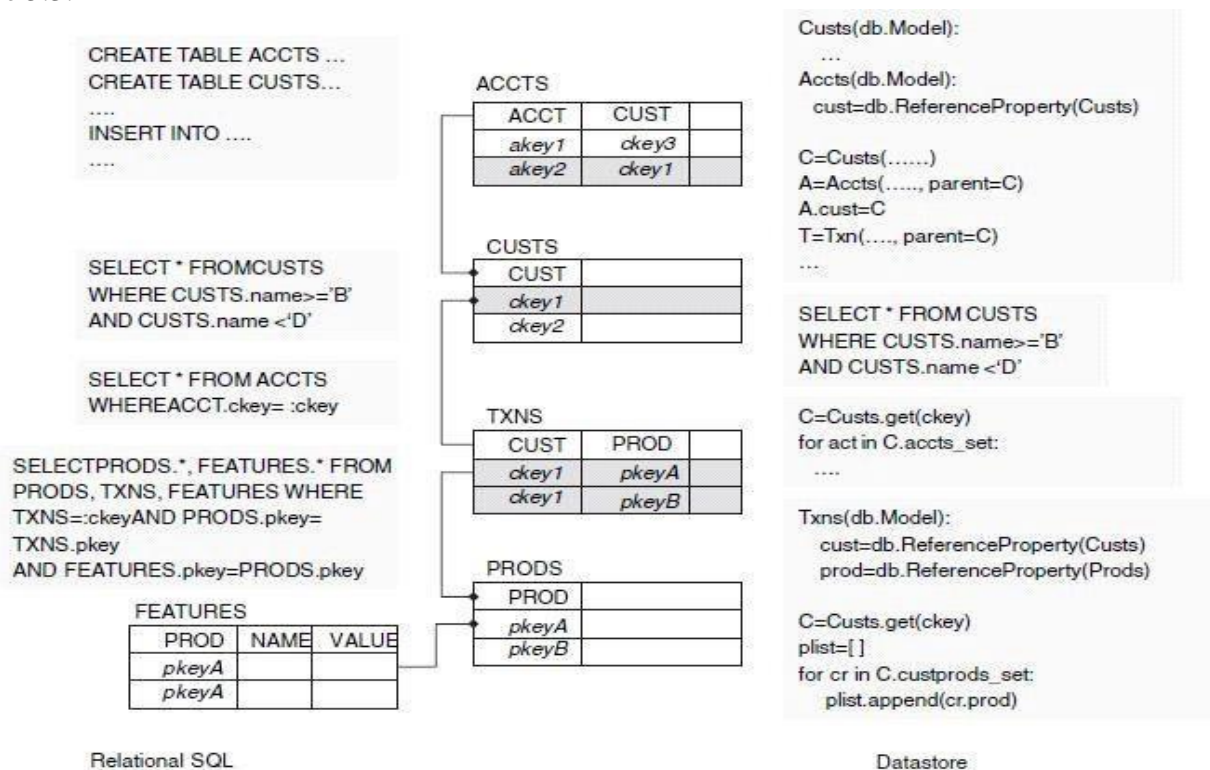 CREATE TABLE ACCTS ...
CREATE TABLE CUSTS...
....
INSERT INTO ....
....
SELECT * FROMCUSTS
WHERE CUSTS.name>='B'
AND CUSTS.name <'D'
SELECT * FROM ACCTS
WHEREACCT.ckey= :ckey
SELECTPRODS.*, FEATURES.* FROM
PRODS, TXNS, FEATURES WHERE
TXNS=:ckeyAND PRODS.pkey=
TXNS.pkey
AND FEATURES.pkey=PRODS.pkey
FEATURES
PROD NAME VALUE
pkeyA
pkeyA
Relational SQL
ACCTS
ACCT CUST
akey1 ckey3
akey2 ckey1
CUSTS
CUST
ckey1
ckey2
TXNS
CUST PROD
ckey1 pkeyA
ckey1 pkeyB
PRODS
PROD
pkeyA
pkeyB
Custs(db.Model):
...
Accts(db.Model):
cust=db.ReferenceProperty(Custs)
C=Custs(......)
A=Accts(....., parent=C)
A.cust=C
T=Txn(...., parent=C)
...
SELECT * FROM CUSTS
WHERE CUSTS.name>='B'
AND CUSTS.name <'D'
C=Custs.get(ckey)
for act in C.accts_set:
....
Txns(db.Model):
cust=db.ReferenceProperty(Custs)
prod=db.ReferenceProperty(Prods)
C=Custs.get(ckey)
plist=[ ]
for cr in C.custprods_set:
plist.append(cr.prod)
Datastore